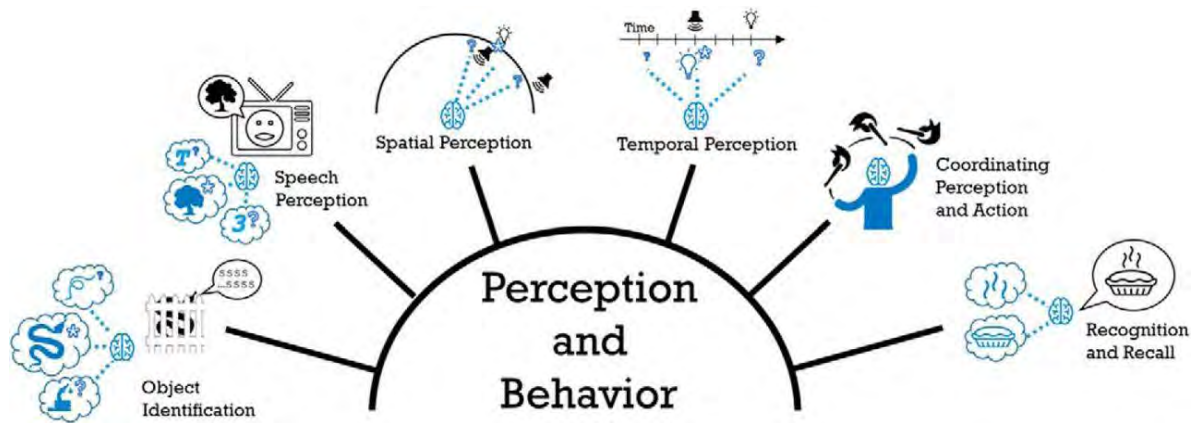 Time
?
?
?
?
Spatial Perception
Temporal Perception
T?
3?
Speech
Perception
Coordinating
Perception
and Action
?
ssss
...ssss
?
Object
Identification
Perception
and
Behavior
Recognition
and Recall